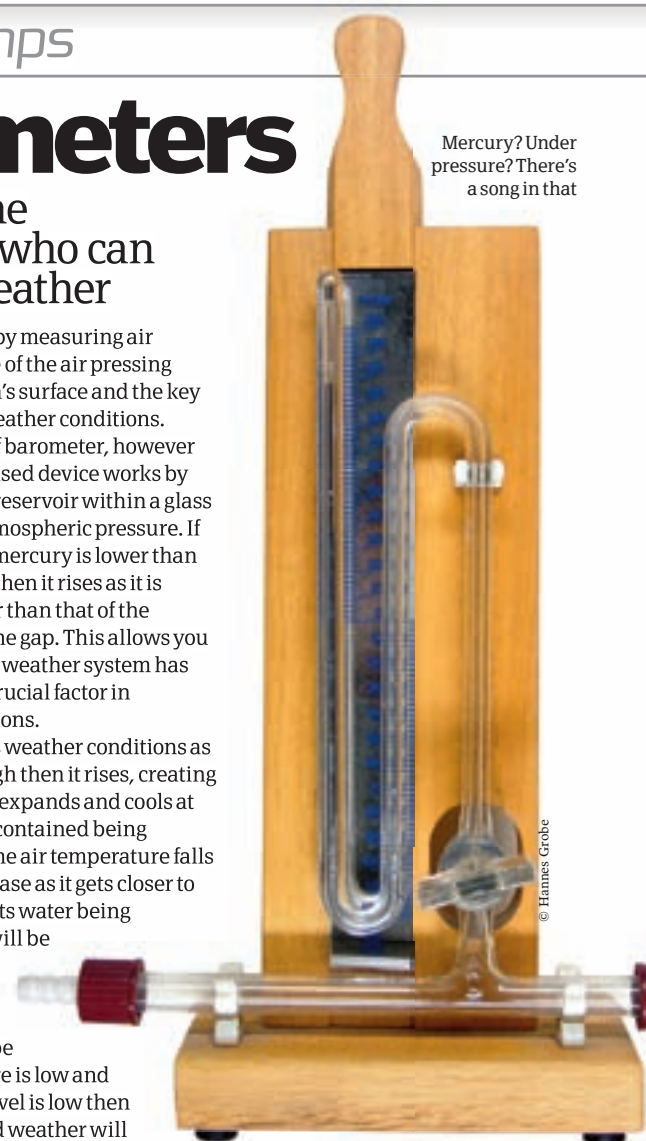 meters
he
who can
eather
Mercury? Under
pressure? There's
a song in that
by measuring air
of the air pressing
's surface and the key
eather conditions.
f barometer, however
sed device works by
reservoir within a glass
mospheric pressure. If
mercury is lower than
hen it rises as it is
r than that of the
he gap. This allows you
weather system has
rucial factor in
ons.
weather conditions as
gh then it rises, creating
expands and cools at
contained being
he air temperature falls
ase as it gets closer to
ts water being
will be
be
re is low and
vel is low then
d weather will
© Hannes Grobe